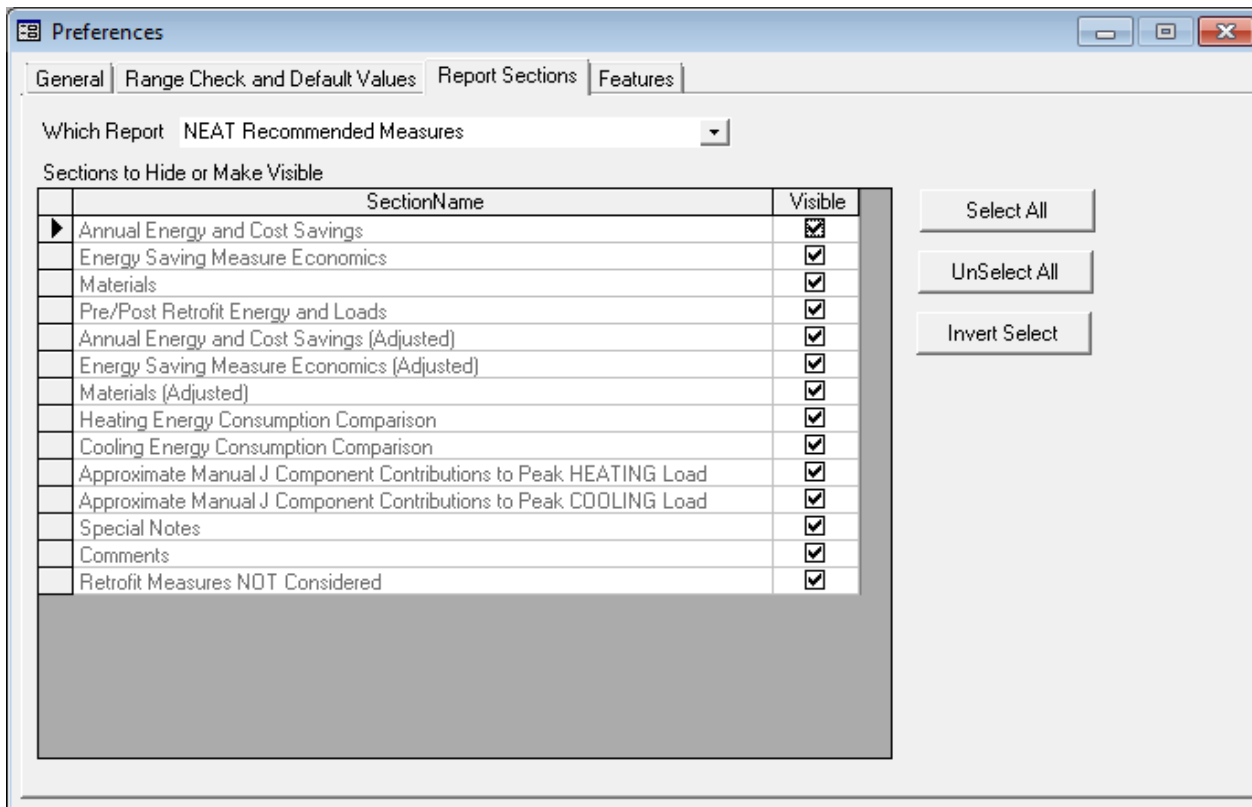 Preferences
General Range Check and Default Values Report Sections Features
Which Report NEAT Recommended Measures
Sections to Hide or Make Visible
SectionName Visible
Annual Energy and Cost Savings
Energy Saving Measure Economics
Materials
Pre/Post Retrofit Energy and Loads
Annual Energy and Cost Savings (Adjusted)
Energy Saving Measure Economics (Adjusted)
Materials (Adjusted)
Heating Energy Consumption Comparison
Cooling Energy Consumption Comparison
Approximate Manual J Component Contributions to Peak HEATING Load
Approximate Manual J Component Contributions to Peak COOLING Load
Special Notes
Comments
Retrofit Measures NOT Considered
Select All
UnSelect All
Invert Select